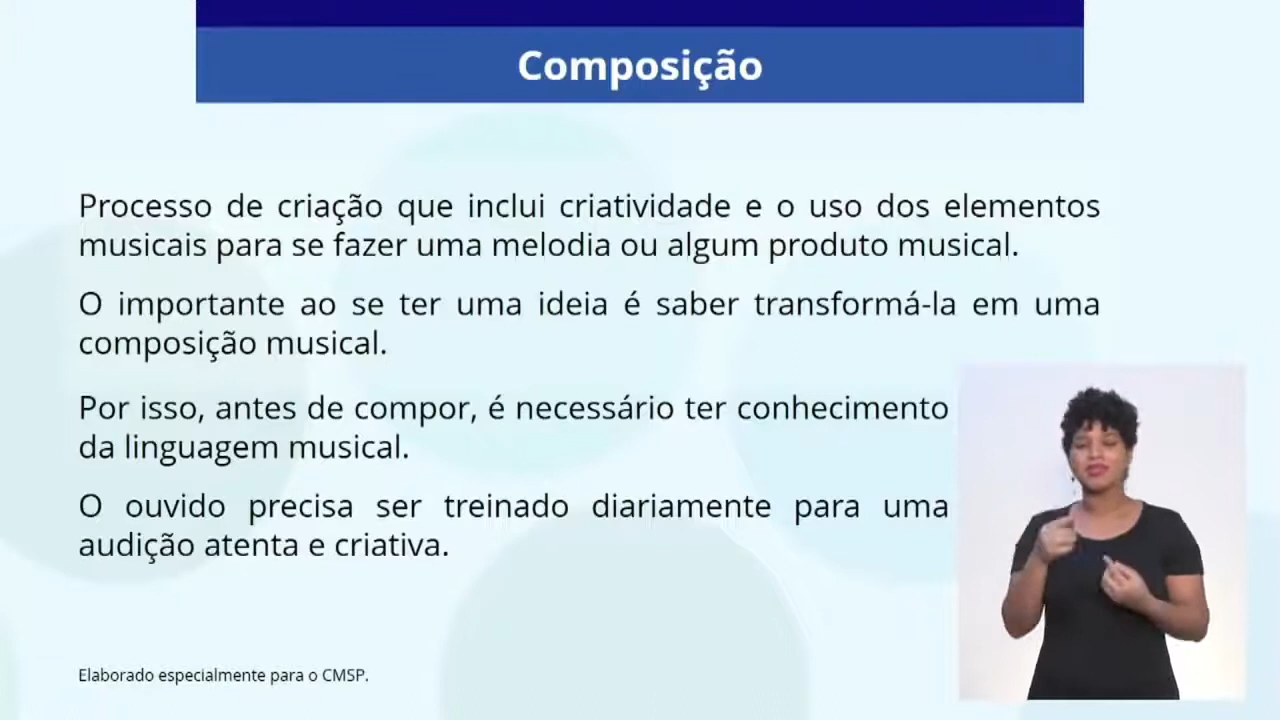 Composição
Processo de criação que inclui criatividade e o uso dos elementos
musicais para se fazer uma melodia ou algum produto musical.
O importante ao se ter uma ideia é saber transformá-la em uma
composição musical.
Por isso, antes de compor, é necessário ter conhecimento
da linguagem musical.
O ouvido precisa ser treinado diariamente para uma
audição atenta e criativa.
Elaborado especialmente para o CMSP.